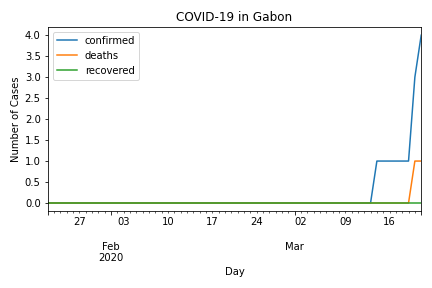 COVID-19 in Gabon
confirmed
deaths
recovered
Number of Cases
4.0
3.5
3.0
2.5
2.0
1.5
1.0
0.5
0.0
27 03 10 17 24 02 09 16
Feb Mar
2020
Day